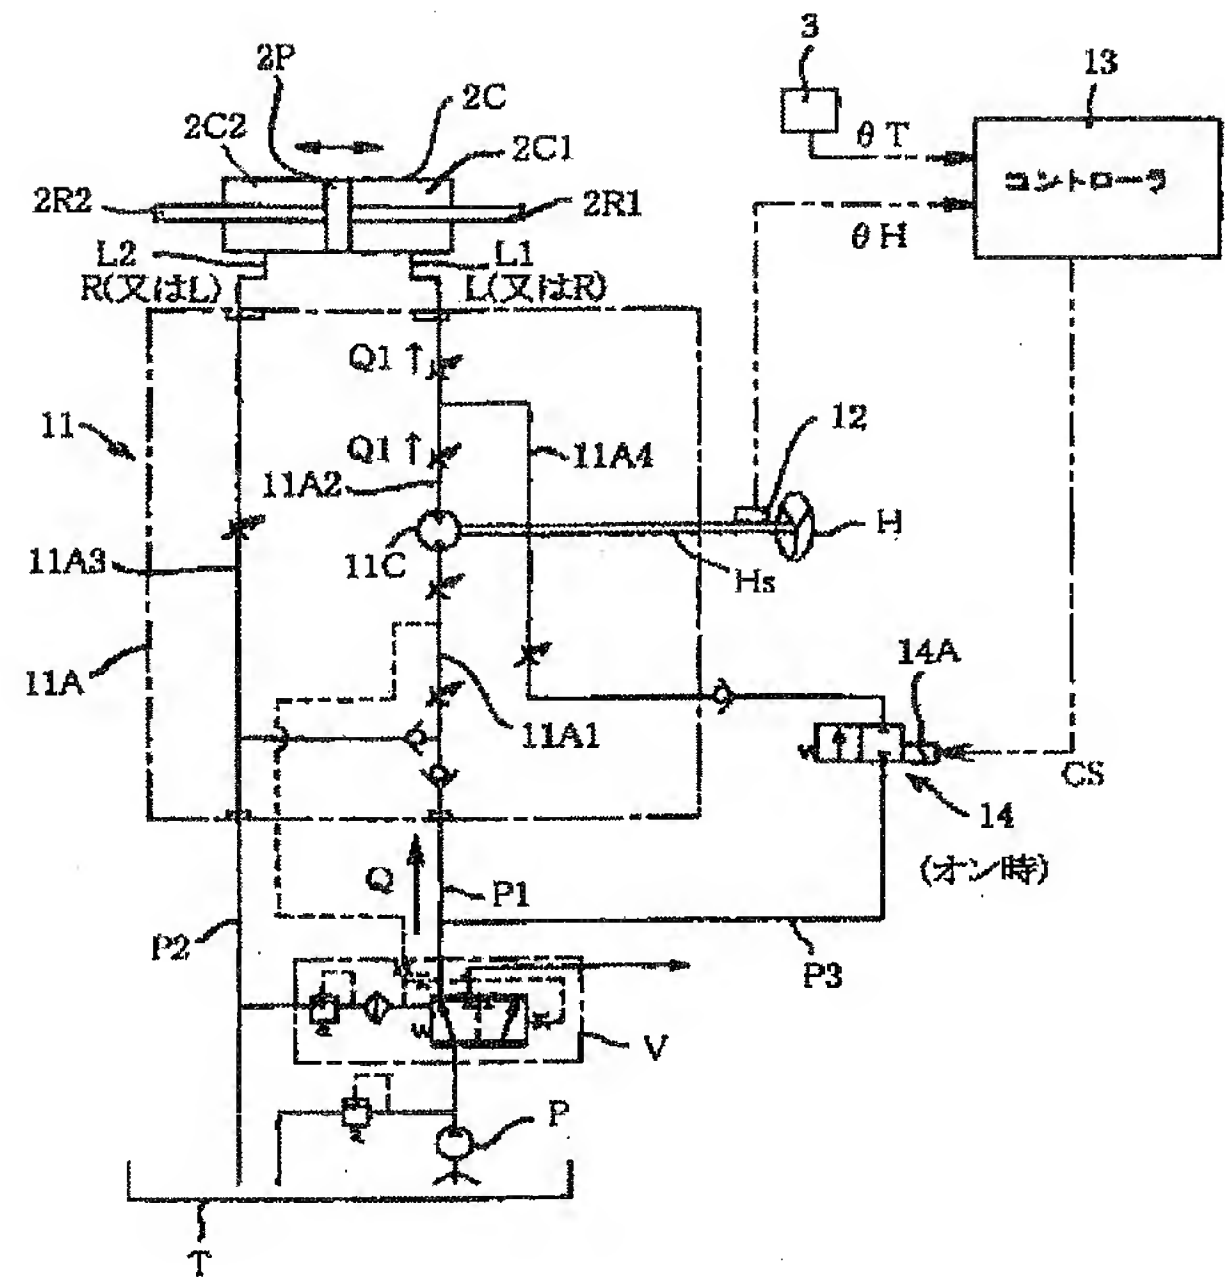 3
13
2P
2C
2C2
2C1
θT
コントローラ
2R2
2R1
θH
L2
L1
R(又はL)
L(又はR)
Q1
11
12
Q1
11A4
11A2
H
11C
11A3
Hs
11A
14A
11A1
CS
14
(オン時)
Q
P1
P2
P3
V
P
T